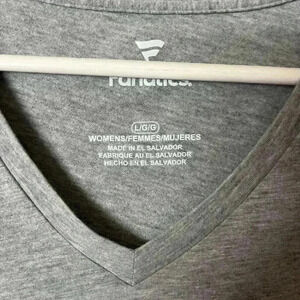 Fanatics.
L/G/G
WOMENS/FEMMES/MUJERES
MADE IN EL SALVADOR
FABRIQUE AU EL SALVADOR
HECHO EN EL SALVADOR